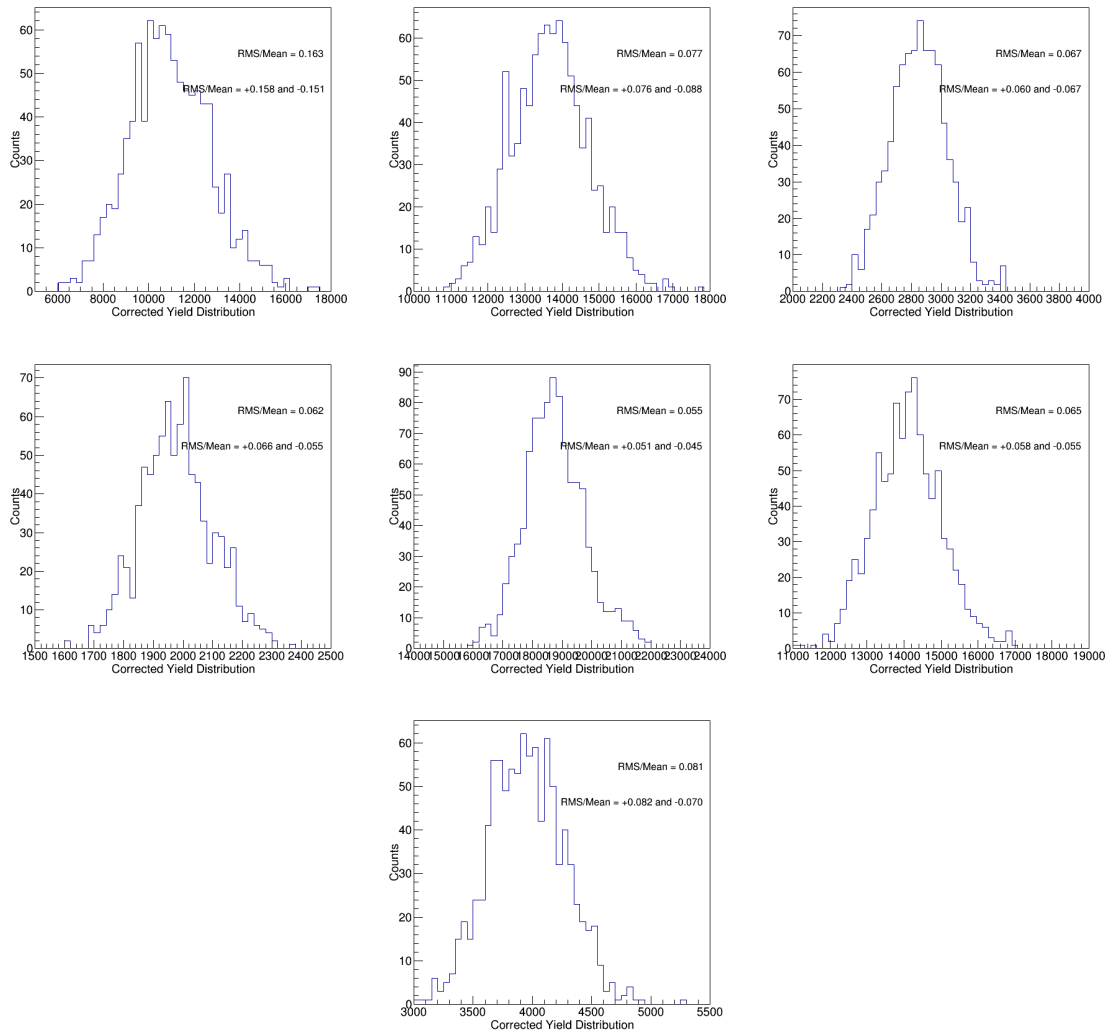 60
50
40
30
20
10
0
Counts
RMS/Mean = 0.163
RMS/Mean = +0.158 and -0.151
6000 8000 10000 12000 14000 16000 18000
Corrected Yield Distribution
60
50
40
30
20
10
0
Counts
RMS/Mean = 0.077
RMS/Mean = +0.076 and -0.088
10000 11000 12000 13000 14000 15000 16000 17000 18000
Corrected Yield Distribution
70
60
50
40
30
20
10
0
Counts
RMS/Mean = 0.067
RMS/Mean = +0.060 and -0.067
2000 2200 2400 2600 2800 3000 3200 3400 3600 3800 4000
Corrected Yield Distribution
70
60
50
40
30
20
10
0
Counts
RMS/Mean = 0.062
RMS/Mean = +0.066 and -0.055
1500 1600 1700 1800 1900 2000 2100 2200 2300 2400 2500
Corrected Yield Distribution
90
80
70
60
50
40
30
20
10
0
Counts
RMS/Mean = 0.055
RMS/Mean = +0.051 and -0.045
14000 15000 16000 17000 18000 19000 20000 21000 22000 23000 24000
Corrected Yield Distribution
70
60
50
40
30
20
10
0
Counts
RMS/Mean = 0.065
RMS/Mean = +0.058 and -0.055
11000 12000 13000 14000 15000 16000 17000 18000 19000
Corrected Yield Distribution
60
50
40
30
20
10
0
Counts
RMS/Mean = 0.081
RMS/Mean = +0.082 and -0.070
3000 3500 4000 4500 5000 5500
Corrected Yield Distribution